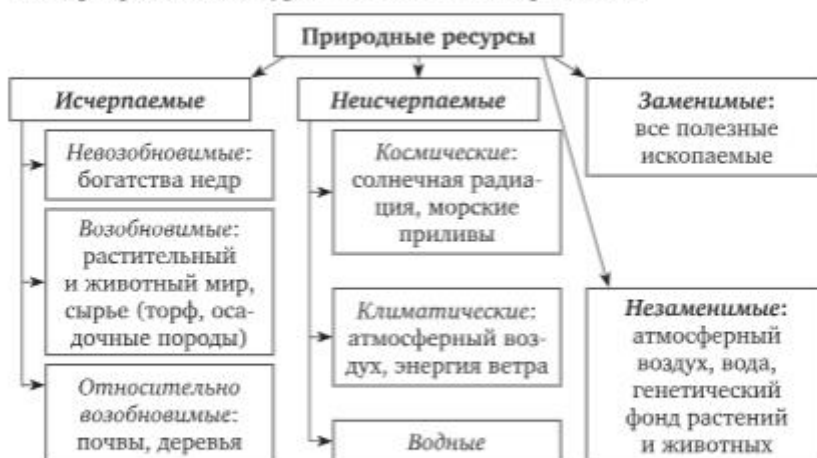 Природные ресурсы
Исчерпаемые
Невозобновимые:
богатства недр
Возобновимые:
растительный
и животный мир,
сырье (торф, оса-
дочные породы)
Относительно
возобновимые:
почвы, деревья
Неисчерпаемые
Космические:
солнечная радиа-
ция, морские
приливы
Климатические:
атмосферный воз-
дух, энергия ветра
Водные
Заменимые:
все полезные
ископаемые
Незаменимые:
атмосферный
воздух, вода,
генетический
фонд растений
и животных